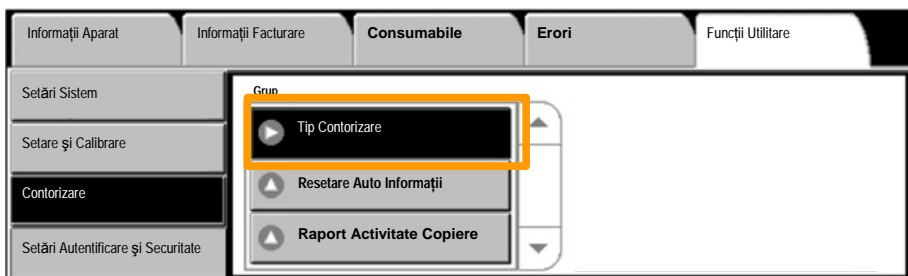 Informații Aparat
Informații Facturare
Consumabile
Erori
Funcții Utilitare
Setări Sistem
Setare și Calibrare
Contorizare
Setări Autentificare și Securitate
Grup
Tip Contorizare
Resetare Auto Informații
Raport Activitate Copiere